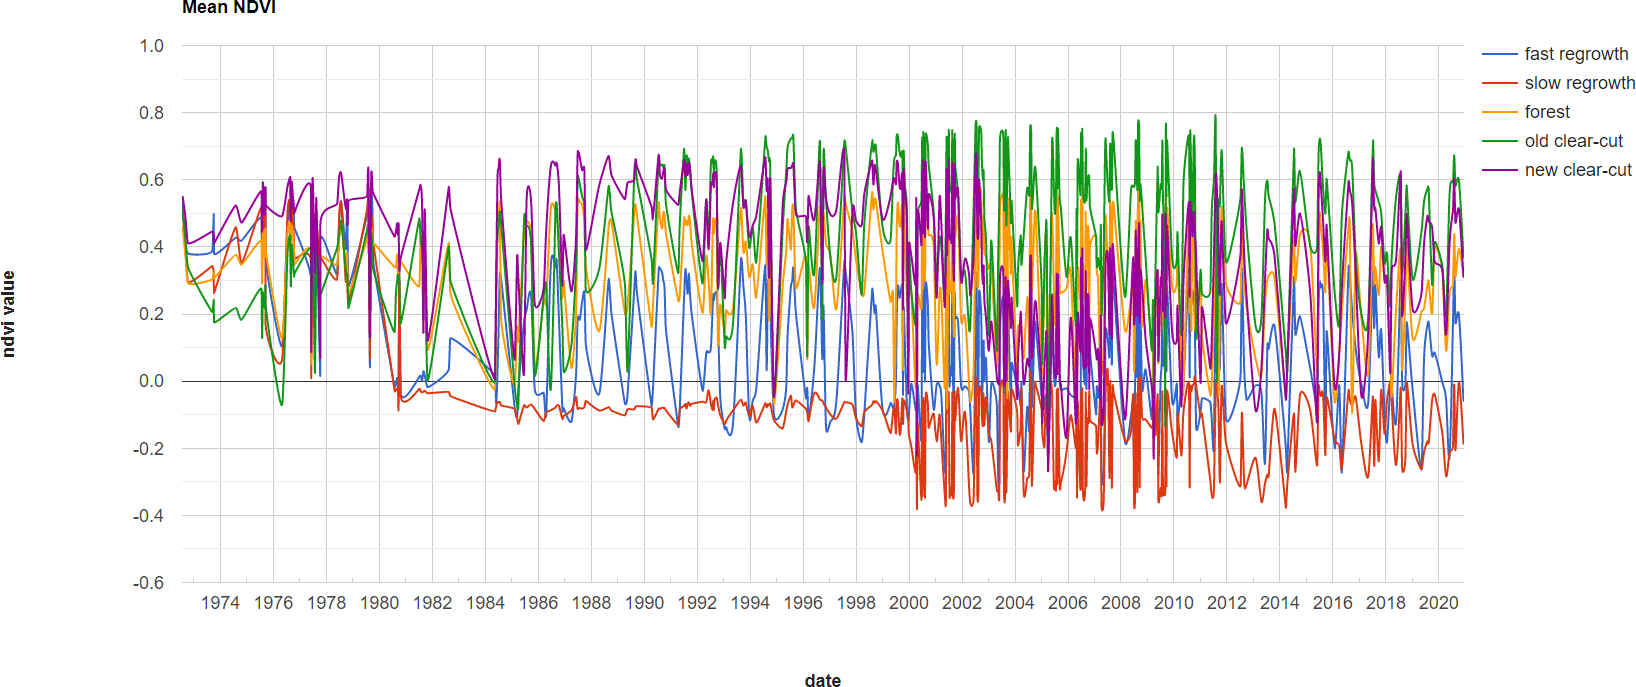 Mean NDVI
1.0
0.8
0.6
0.4
0.2
0.0
-0.2
-0.4
-0.6
ndvi value
1974 1976 1978 1980 1982 1984 1986 1988 1990 1992 1994 1996 1998 2000 2002 2004 2006 2008 2010 2012 2014 2016 2018 2020
date
fast regrowth
slow regrowth
forest
old clear-cut
new clear-cut